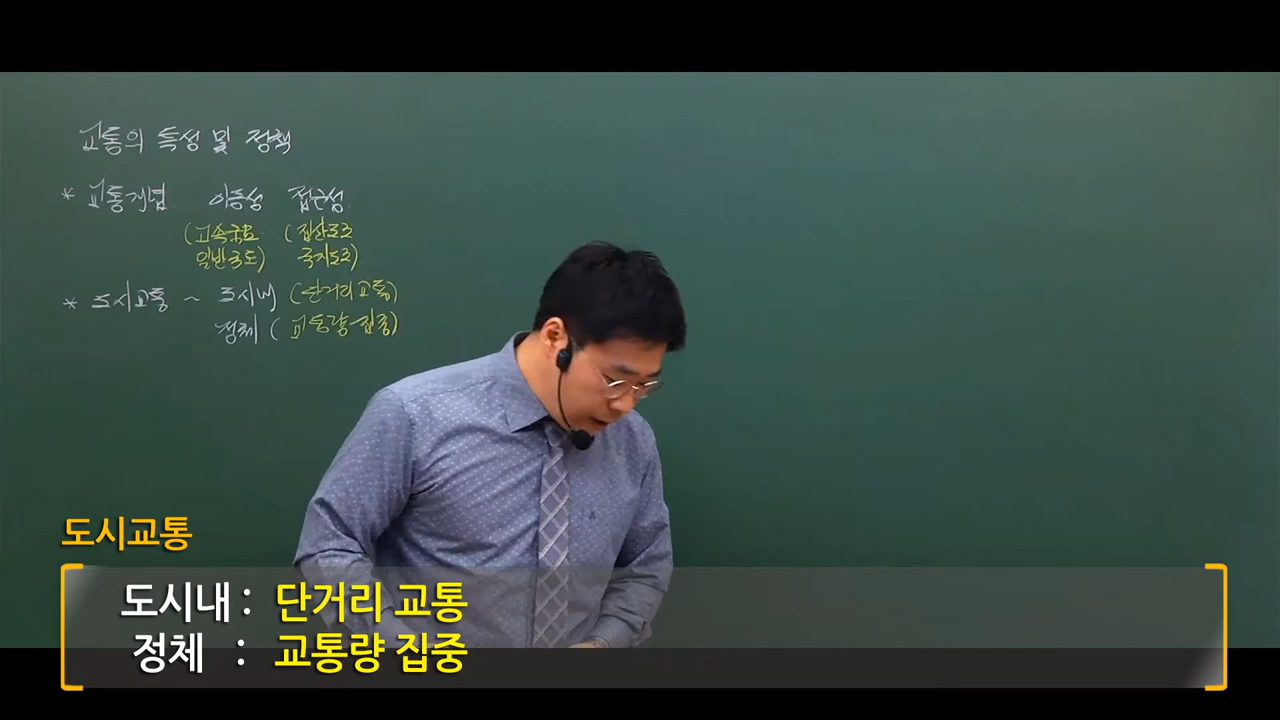 교통의 특성 및 정책
* 교통개념 이동성 접근성
(고속국도 (집산도로
일반국도) 국지도로)
* 도시교통 ~ 도시내 (단거리교통)
정체 (교통량 집중)
도시교통
도시내 : 단거리 교통
정체 : 교통량 집중